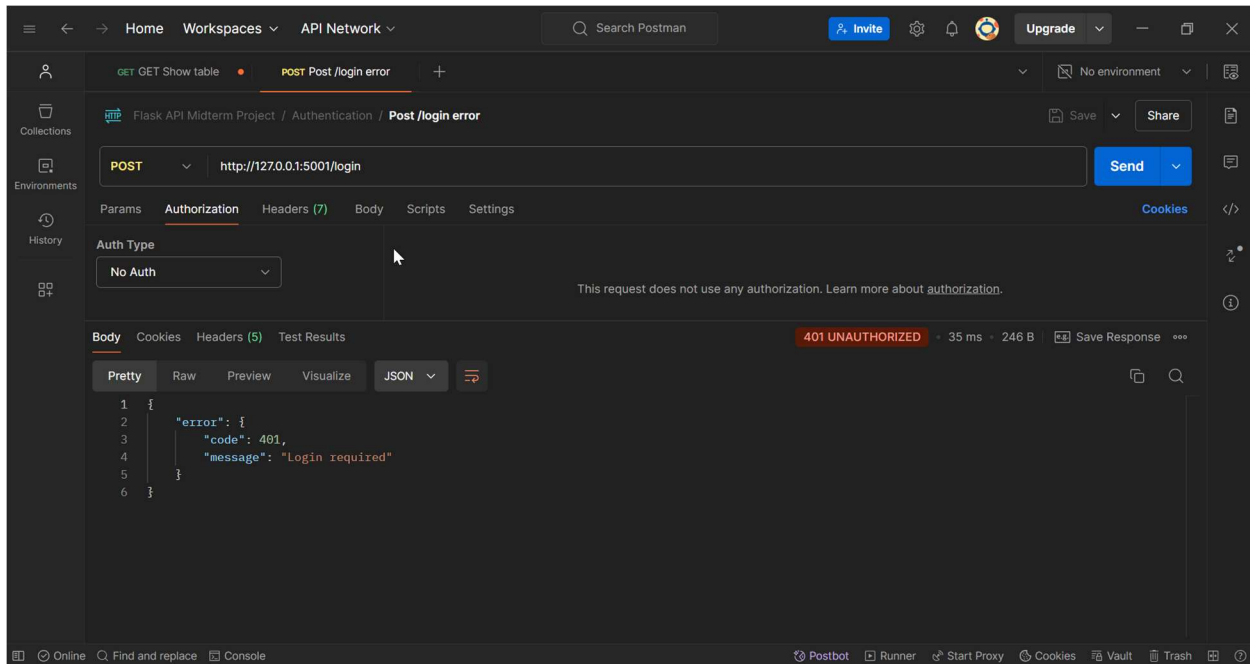 Home Workspaces API Network Search Postman Invite Upgrade
GET GET Show table POST Post /login error No environment
Flask API Midterm Project / Authentication / Post /login error Save Share
Collections
POST http://127.0.0.1:5001/login Send
Environments
Params Authorization Headers (7) Body Scripts Settings Cookies
History
Auth Type
No Auth
This request does not use any authorization. Learn more about authorization.
Body Cookies Headers (5) Test Results 401 UNAUTHORIZED 35 ms 246 B e.g. Save Response
Pretty Raw Preview Visualize JSON
1 {
2 "error": {
3 "code": 401,
4 "message": "Login required"
5 }
6 }
Online Find and replace Console Postbot Runner Start Proxy Cookies Vault Trash